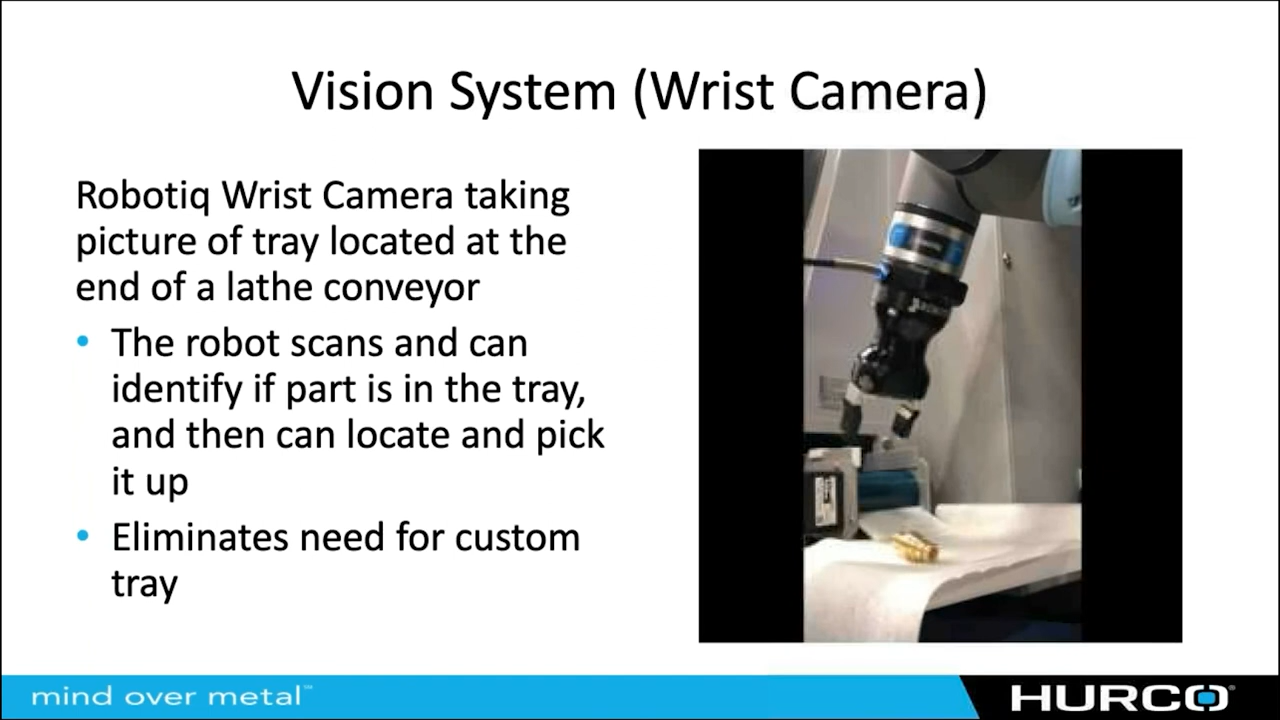 Vision System (Wrist Camera)
Robotiq Wrist Camera taking
picture of tray located at the
end of a lathe conveyor
• The robot scans and can
identify if part is in the tray,
and then can locate and pick
it up
• Eliminates need for custom
tray
mind over metal™
HURCO®